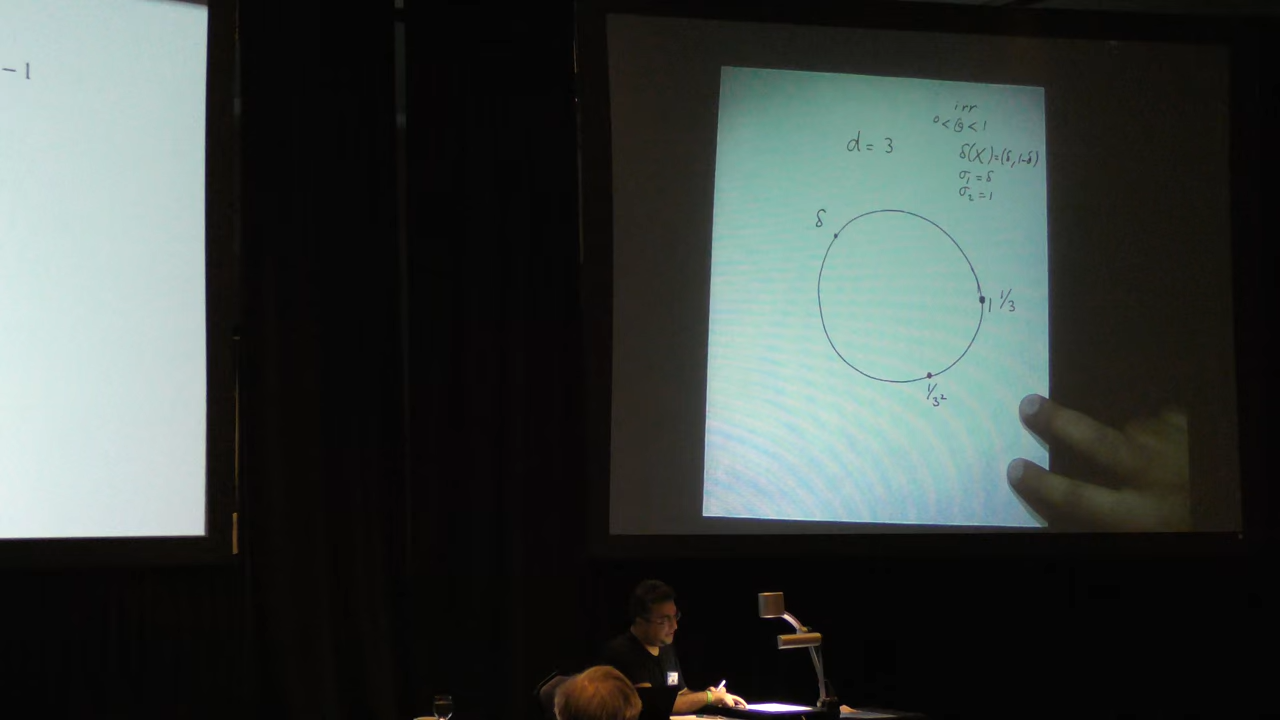 − 1
irr
0 < β < 1
d = 3
δ(X)=(δ,1-δ)
σ₁ = δ
σ₂ = 1
δ
1 1/3
1/3²